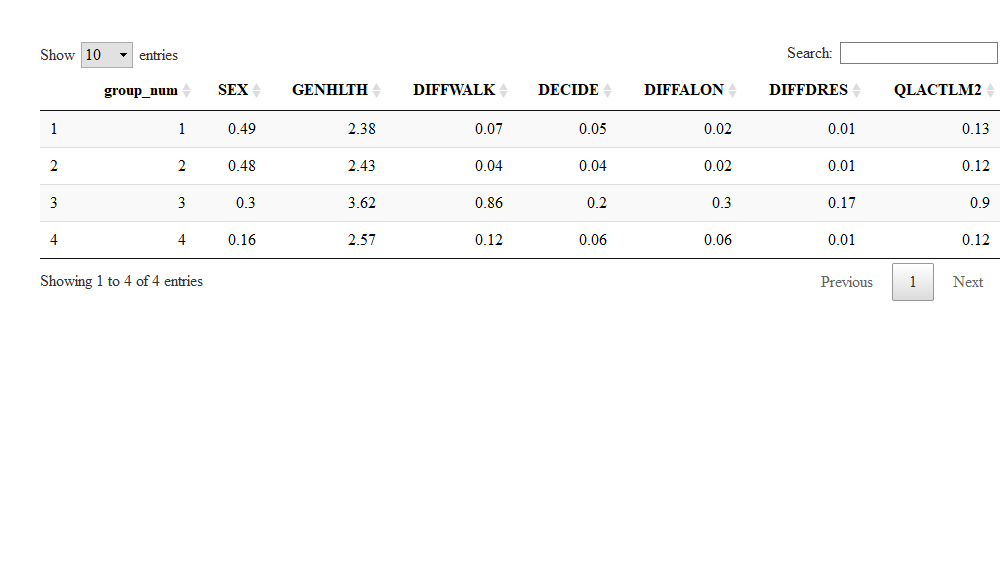 Show 10 entries Search:
group_num SEX GENHLTH DIFFWALK DECIDE DIFFALON DIFFDRES QLACTLM2
1 1 0.49 2.38 0.07 0.05 0.02 0.01 0.13
2 2 0.48 2.43 0.04 0.04 0.02 0.01 0.12
3 3 0.3 3.62 0.86 0.2 0.3 0.17 0.9
4 4 0.16 2.57 0.12 0.06 0.06 0.01 0.12
Showing 1 to 4 of 4 entries Previous 1 Next